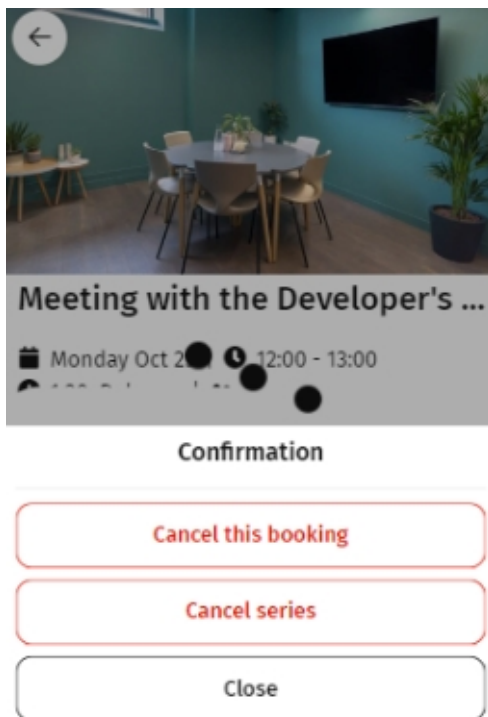 Meeting with the Developer's ...
Monday Oct 12:00 - 13:00
Confirmation
Cancel this booking
Cancel series
Close